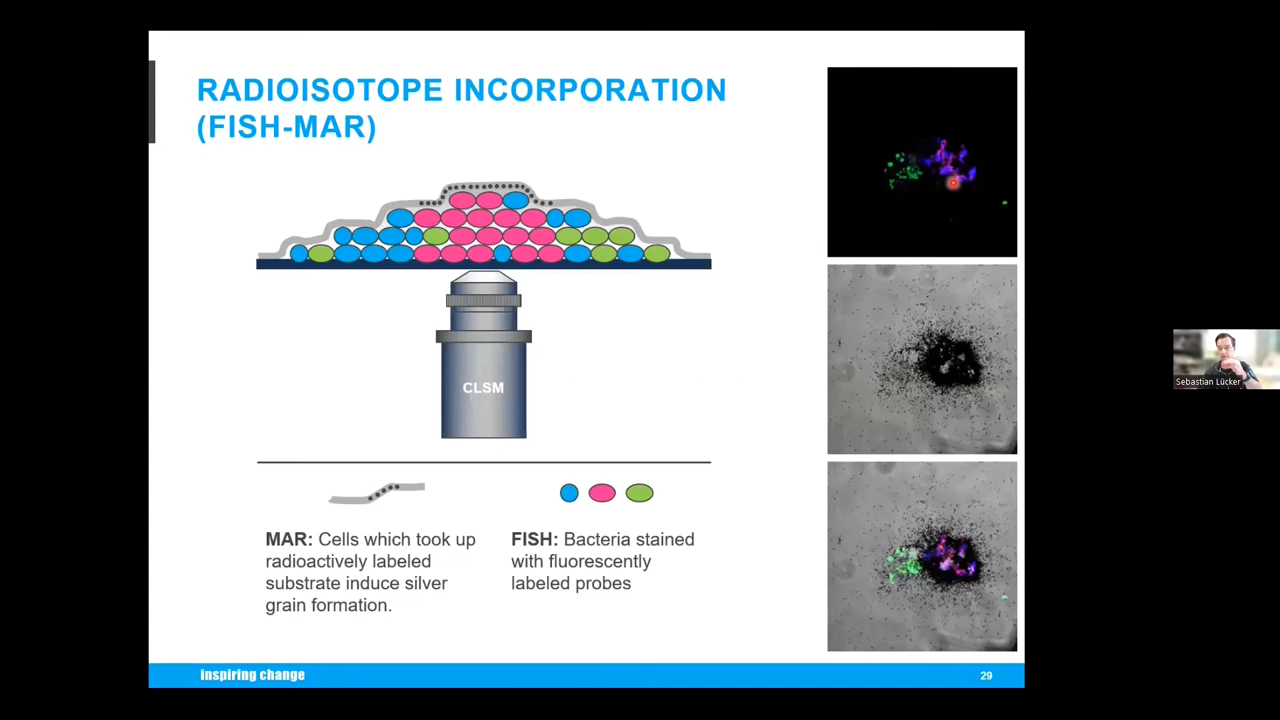 RADIOISOTOPE INCORPORATION
(FISH-MAR)
CLSM
MAR: Cells which took up
radioactively labeled
substrate induce silver
grain formation.
FISH: Bacteria stained
with fluorescently
labeled probes
inspiring change
29
Sebastian Lücker